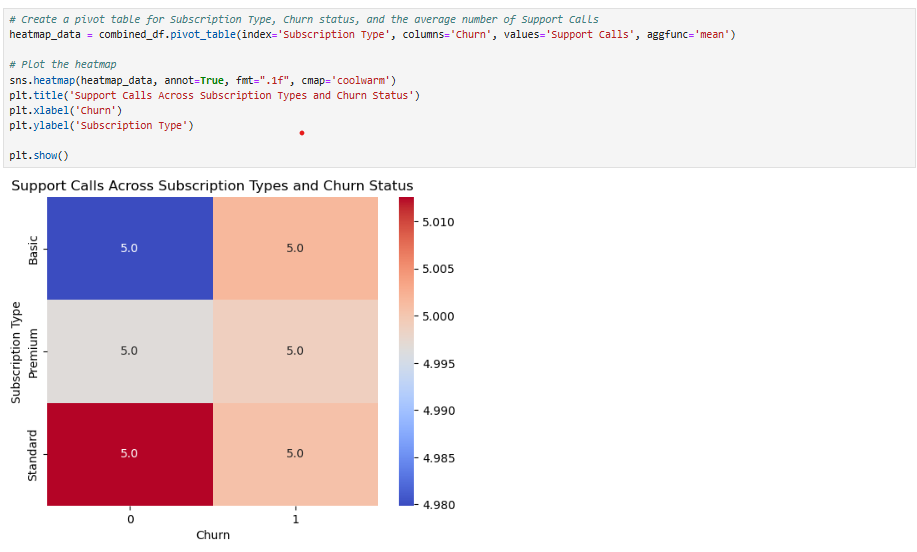 # Create a pivot table for Subscription Type, Churn status, and the average number of Support Calls
heatmap_data = combined_df.pivot_table(index='Subscription Type', columns='Churn', values='Support Calls', aggfunc='mean')
# Plot the heatmap
sns.heatmap(heatmap_data, annot=True, fmt=".1f", cmap='coolwarm')
plt.title('Support Calls Across Subscription Types and Churn Status')
plt.xlabel('Churn')
plt.ylabel('Subscription Type')
plt.show()
Support Calls Across Subscription Types and Churn Status
Subscription Type
Basic
5.0 5.0
Premium
5.0 5.0
Standard
5.0 5.0
0 1
Churn
5.010
5.005
5.000
4.995
4.990
4.985
4.980